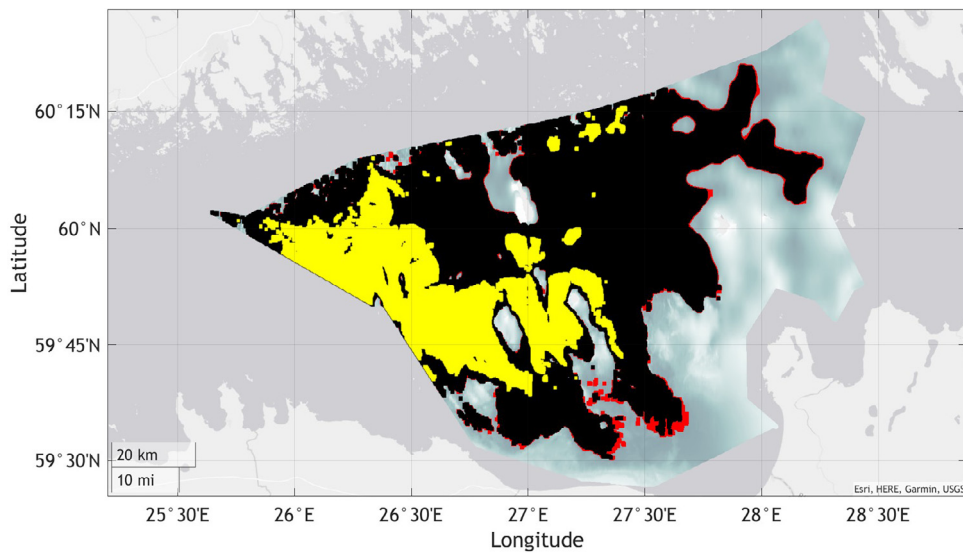 60°15'N
60°N
59°45'N
59°30'N
Latitude
20 km
10 mi
Esri, HERE, Garmin, USGS
25°30'E
26°E
26°30'E
27°E
27°30'E
28°E
28°30'E
Longitude